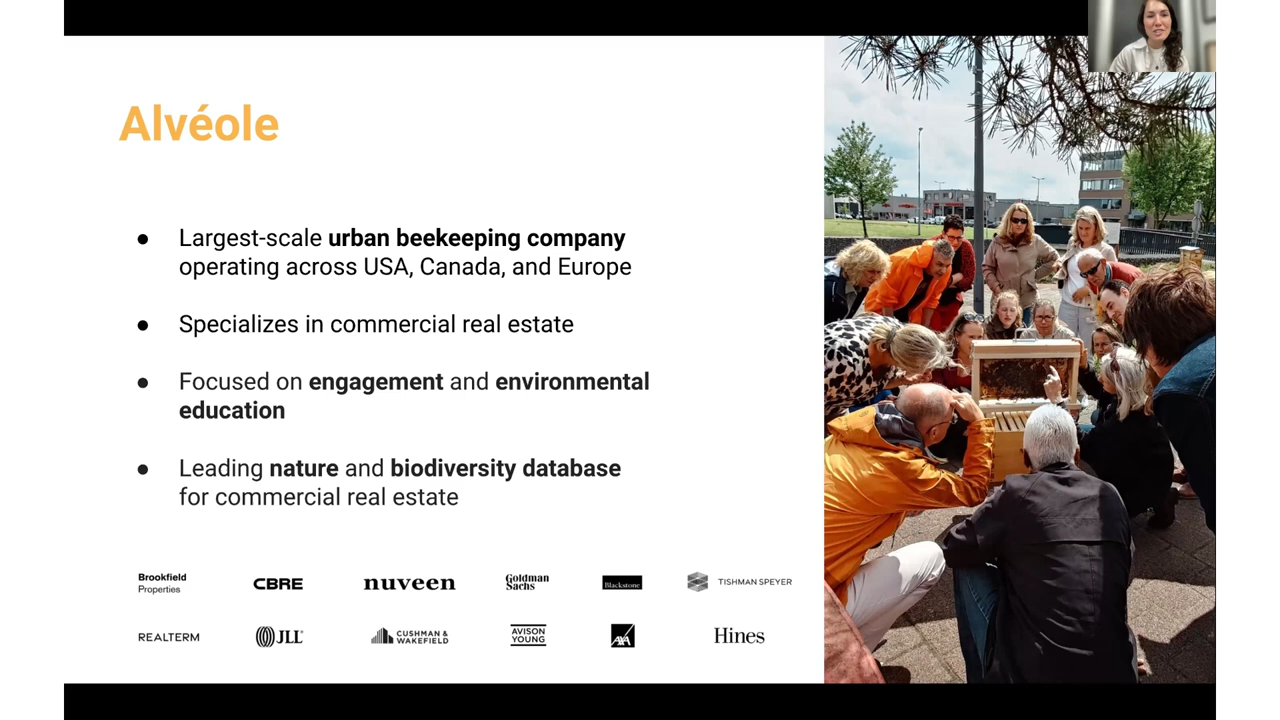 Alvéole
● Largest-scale urban beekeeping company
operating across USA, Canada, and Europe
● Specializes in commercial real estate
● Focused on engagement and environmental
education
● Leading nature and biodiversity database
for commercial real estate
Brookfield
Properties
CBRE
nuveen
Goldman
Sachs
Blackstone
TISHMAN SPEYER
REALTERM
JLL
CUSHMAN &
WAKEFIELD
AVISON
YOUNG
AXA
Hines